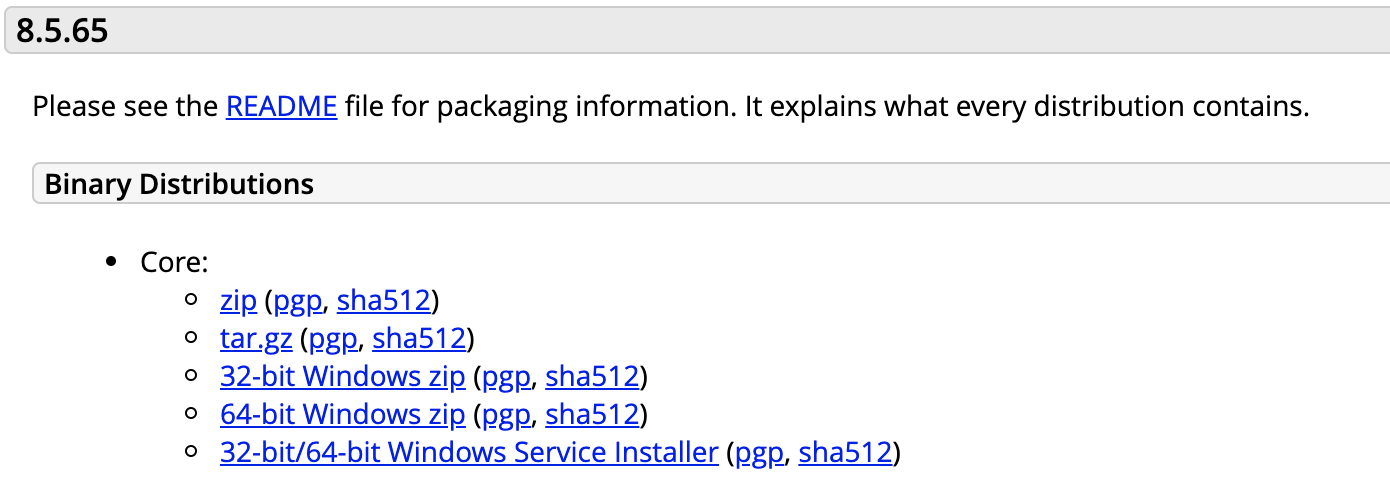 8.5.65
Please see the README file for packaging information. It explains what every distribution contains.
Binary Distributions
Core:
zip (pgp, sha512)
tar.gz (pgp, sha512)
32-bit Windows zip (pgp, sha512)
64-bit Windows zip (pgp, sha512)
32-bit/64-bit Windows Service Installer (pgp, sha512)